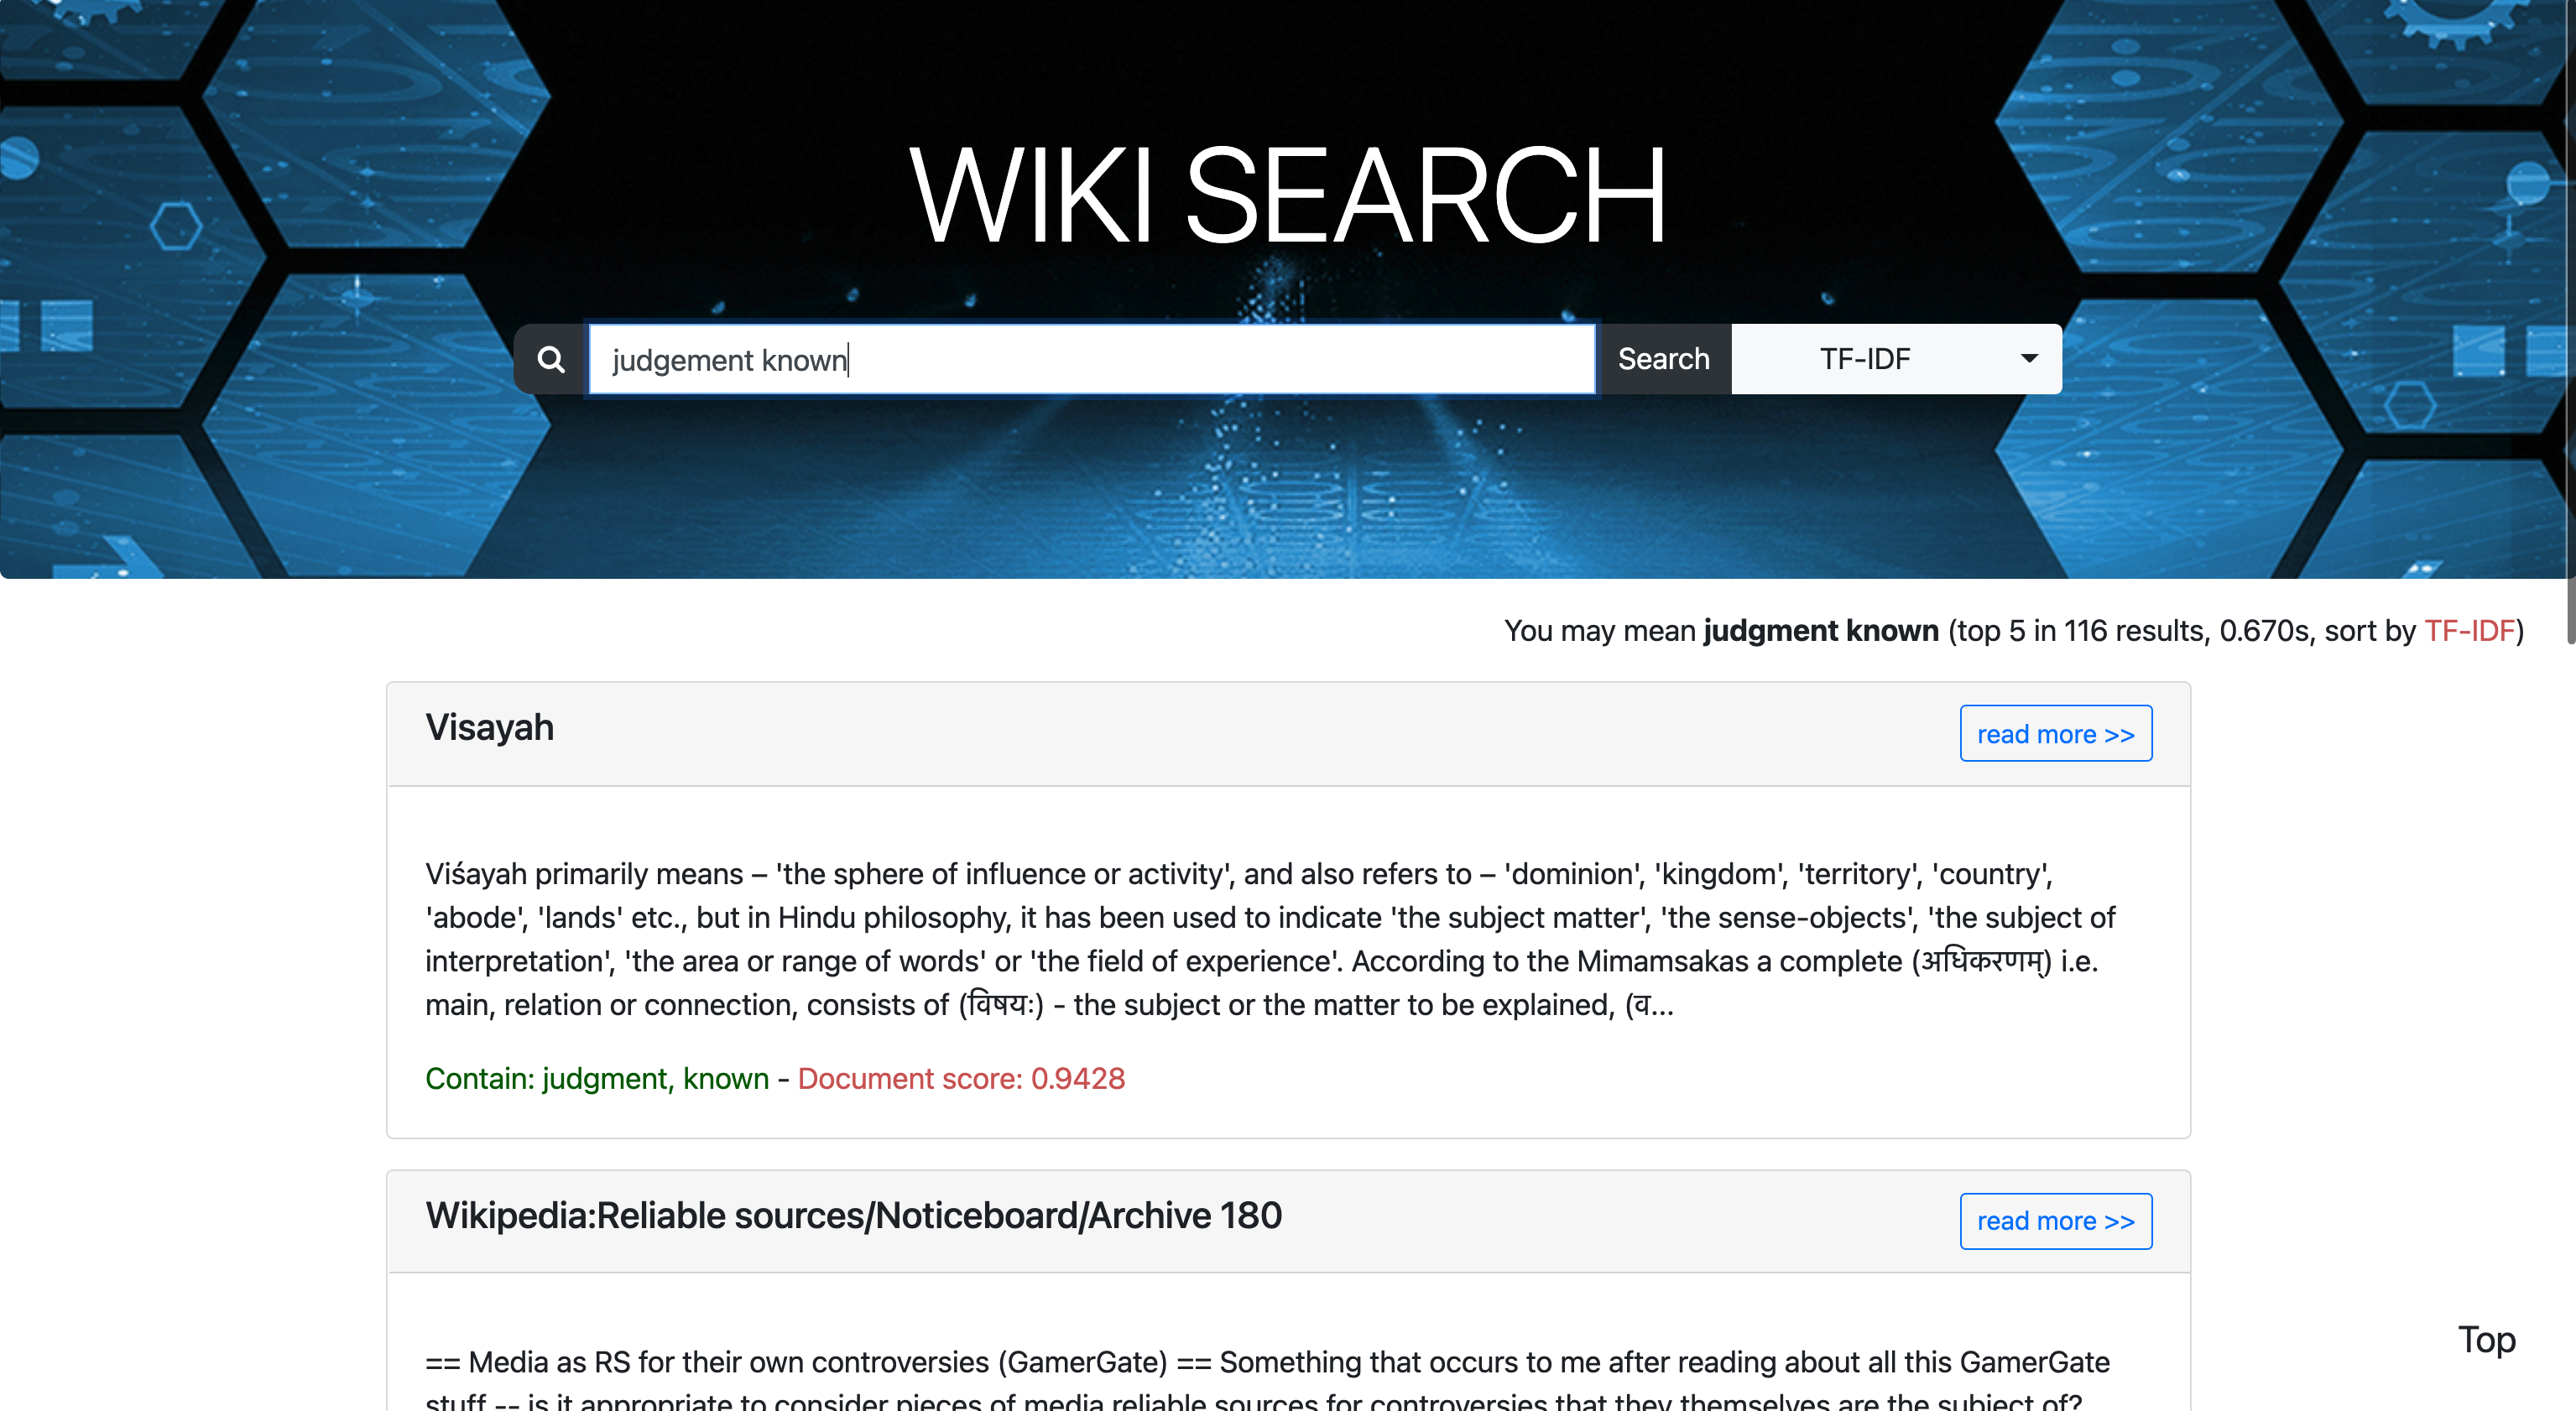 WIKI SEARCH
judgement known
Search
TF-IDF
You may mean judgment known (top 5 in 116 results, 0.670s, sort by TF-IDF)
Visayah
read more >>
Viśayah primarily means – 'the sphere of influence or activity', and also refers to – 'dominion', 'kingdom', 'territory', 'country',
'abode', 'lands' etc., but in Hindu philosophy, it has been used to indicate 'the subject matter', 'the sense-objects', 'the subject of
interpretation', 'the area or range of words' or 'the field of experience'. According to the Mimamsakas a complete (अधिकरणम्) i.e.
main, relation or connection, consists of (विषयः) - the subject or the matter to be explained, (व...
Contain: judgment, known - Document score: 0.9428
Wikipedia:Reliable sources/Noticeboard/Archive 180
read more >>
== Media as RS for their own controversies (GamerGate) == Something that occurs to me after reading about all this GamerGate
stuff -- is it appropriate to consider pieces of media reliable sources for controversies that they themselves are the subject of?
Top